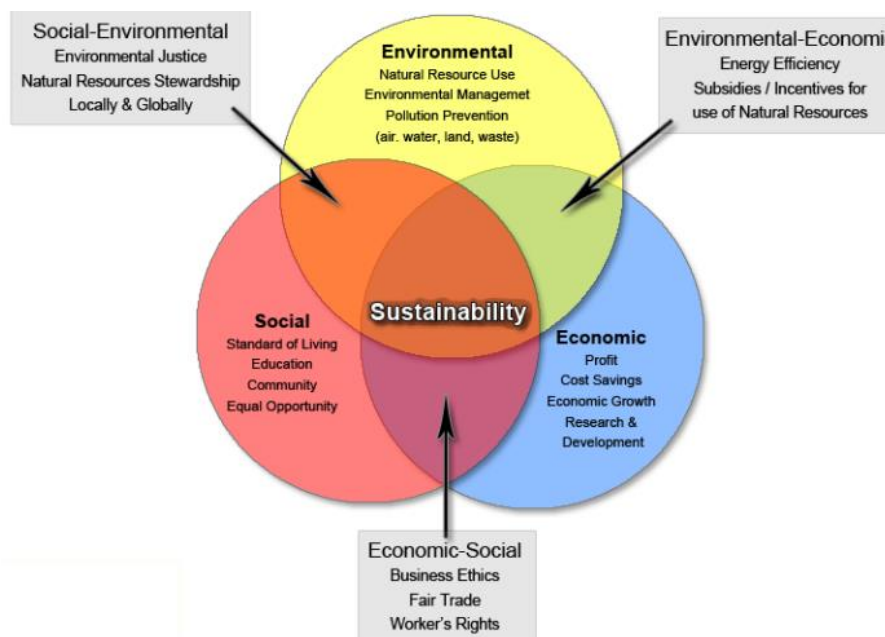 Social-Environmental
Environmental Justice
Natural Resources Stewardship
Locally & Globally
Environmental
Natural Resource Use
Environmental Managemet
Pollution Prevention
(air. water, land, waste)
Environmental-Economi
Energy Efficiency
Subsidies / Incentives for
use of Natural Resources
Sustainability
Social
Standard of Living
Education
Community
Equal Opportunity
Economic
Profit
Cost Savings
Economic Growth
Research &
Development
Economic-Social
Business Ethics
Fair Trade
Worker's Rights